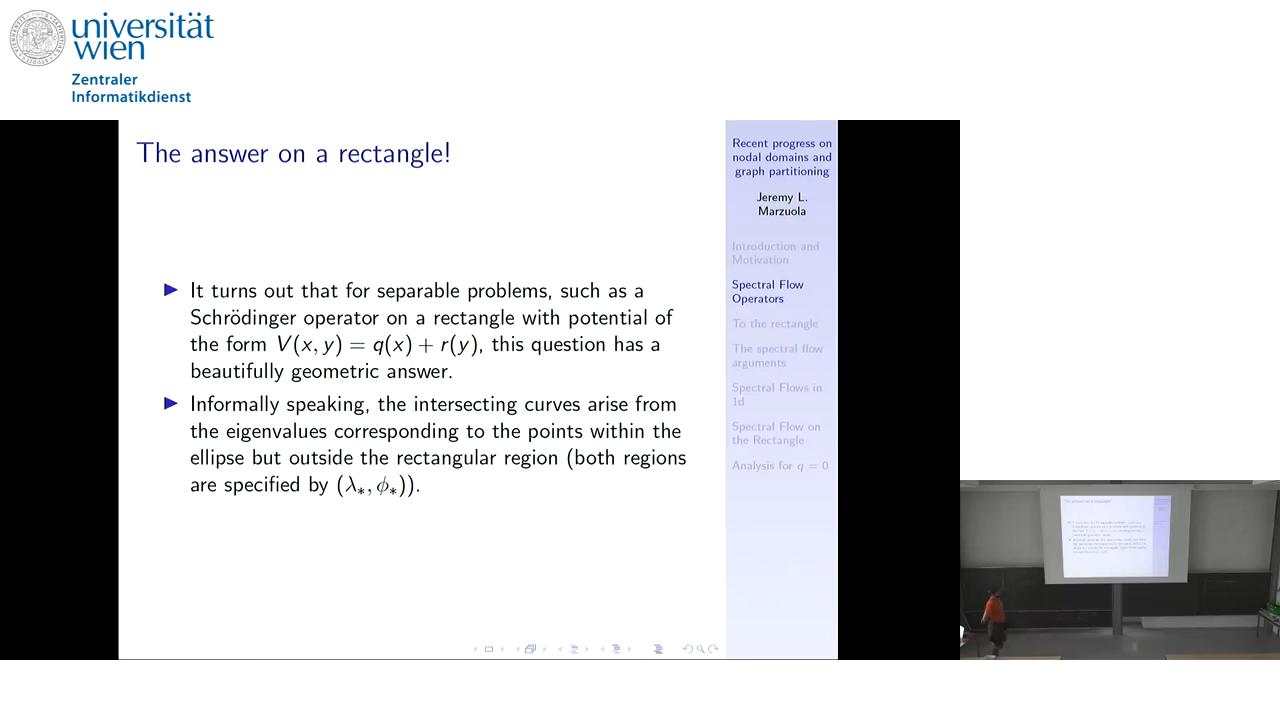 universität
wien
Zentraler
Informatikdienst
The answer on a rectangle!
▶ It turns out that for separable problems, such as a
Schrödinger operator on a rectangle with potential of
the form V(x, y) = q(x) + r(y), this question has a
beautifully geometric answer.
▶ Informally speaking, the intersecting curves arise from
the eigenvalues corresponding to the points within the
ellipse but outside the rectangular region (both regions
are specified by (λ∗, ϕ∗)).
Recent progress on
nodal domains and
graph partitioning
Jeremy L.
Marzuola
Introduction and
Motivation
Spectral Flow
Operators
To the rectangle
The spectral flow
arguments
Spectral Flows in
1d
Spectral Flow on
the Rectangle
Analysis for q = 0